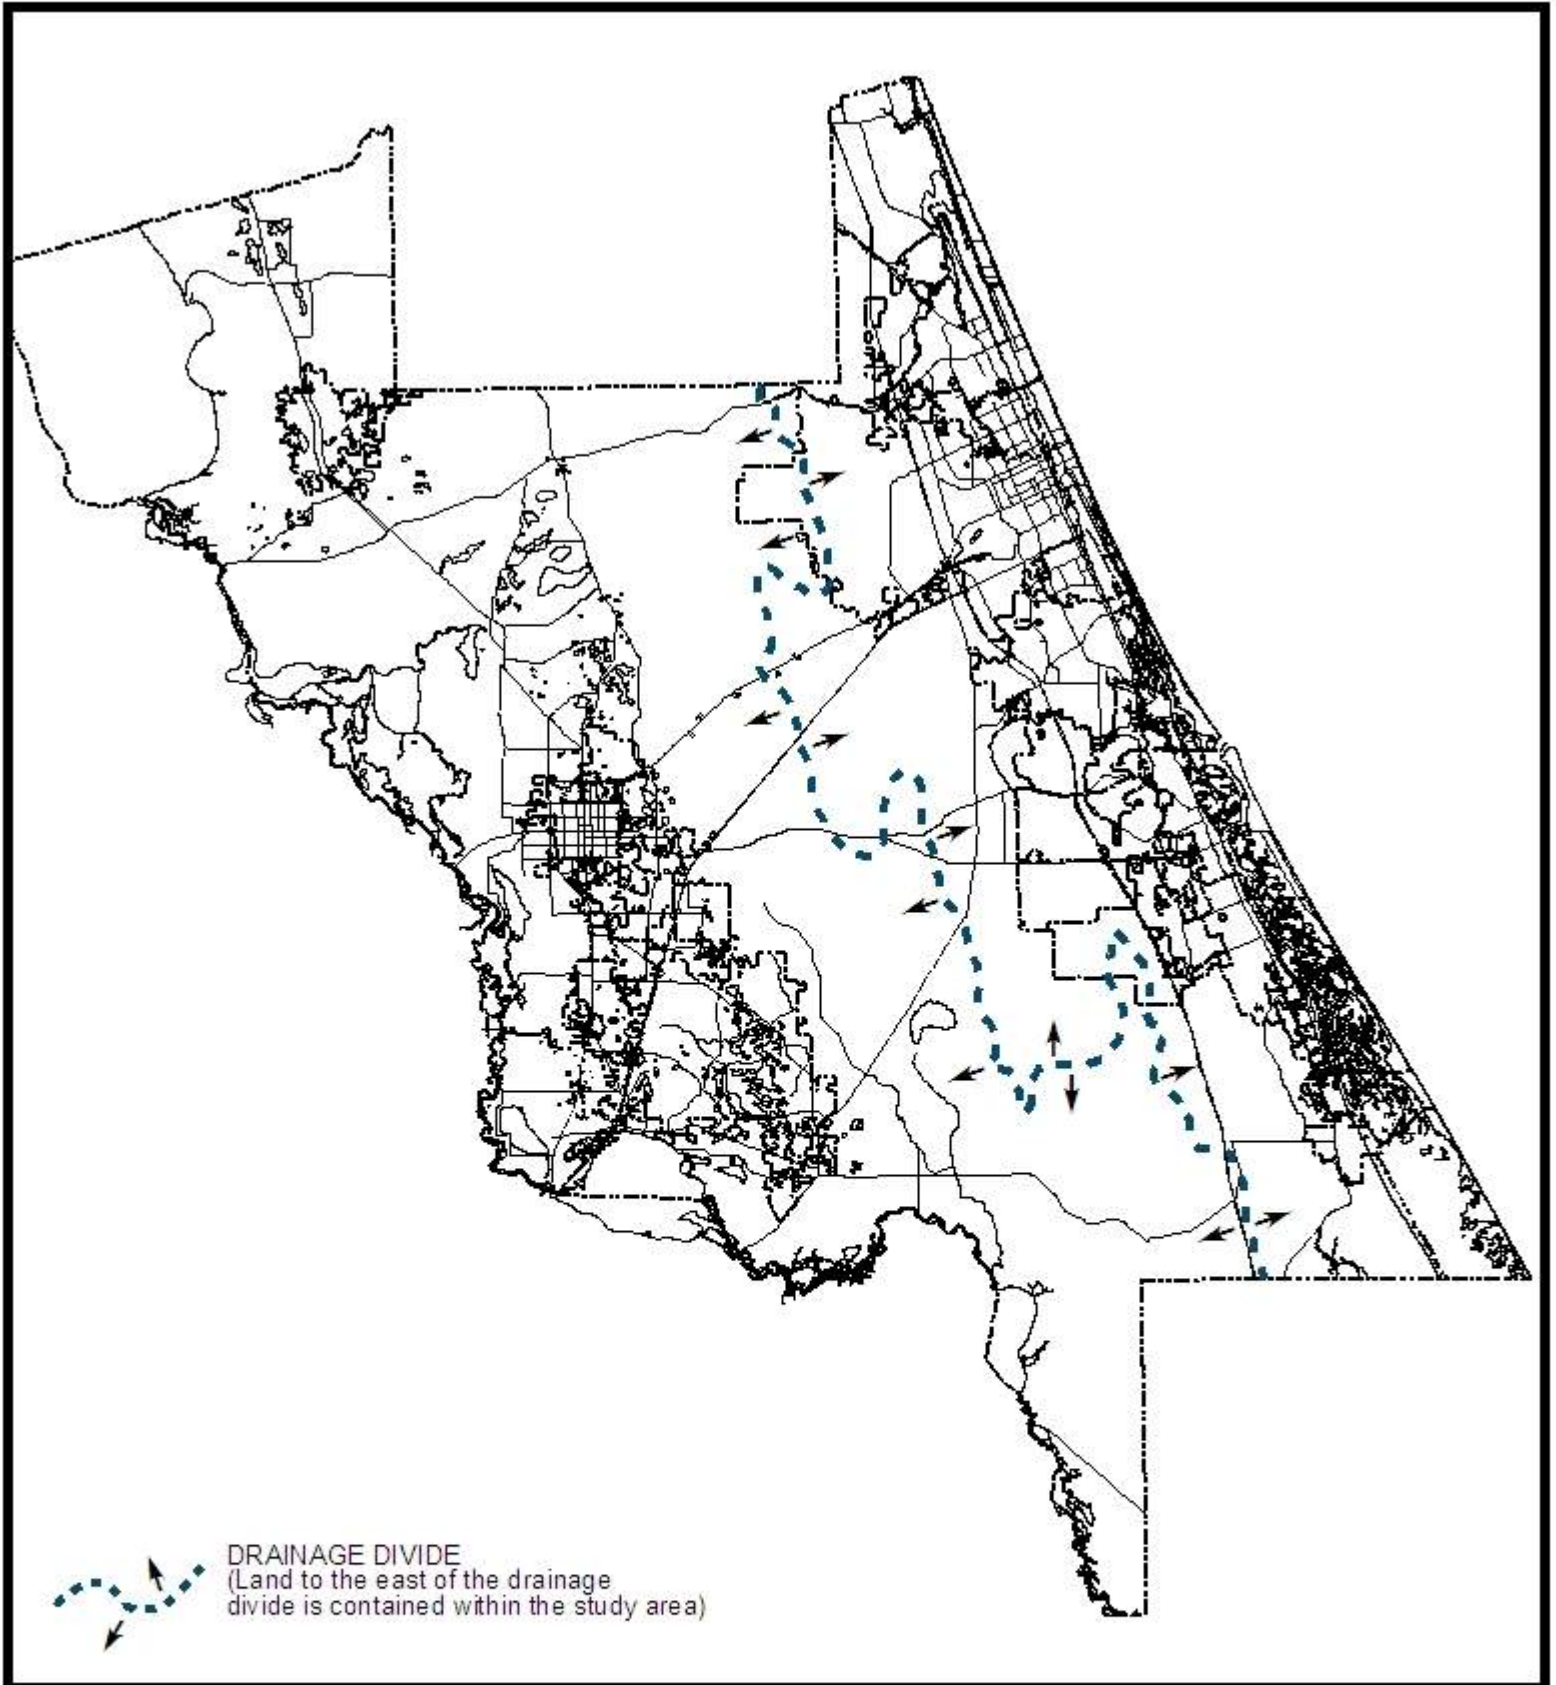 DRAINAGE DIVIDE
(Land to the east of the drainage
divide is contained within the study area)